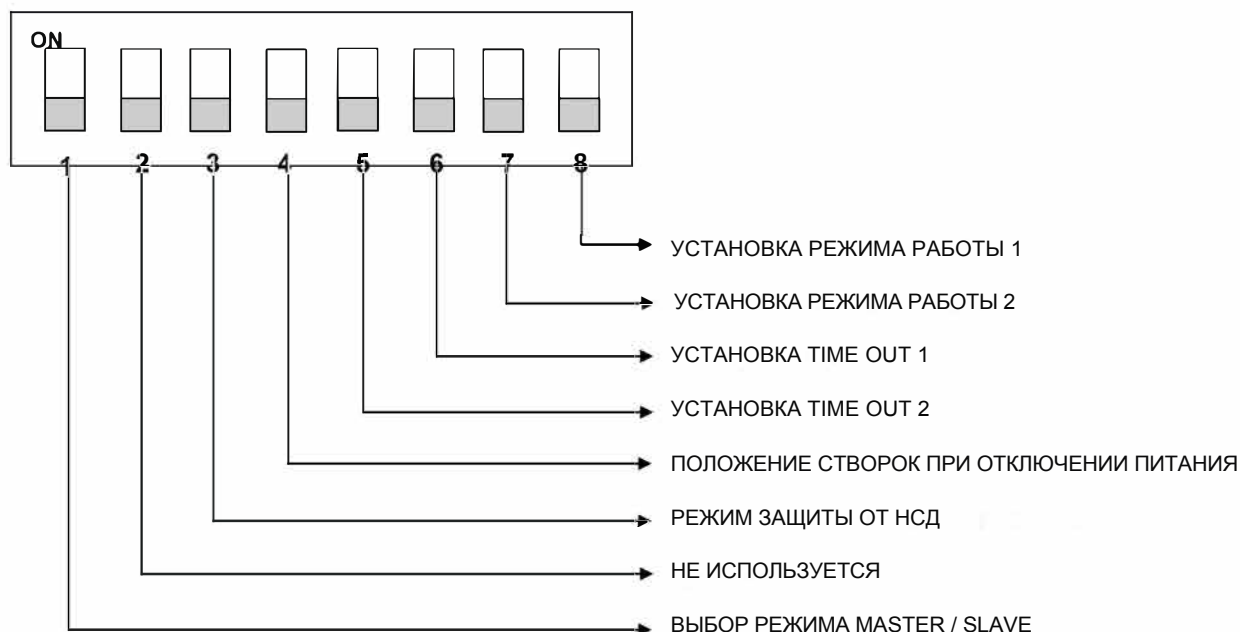 ON
1 2 3 4 5 6 7 8
УСТАНОВКА РЕЖИМА РАБОТЫ 1
УСТАНОВКА РЕЖИМА РАБОТЫ 2
УСТАНОВКА TIME OUT 1
УСТАНОВКА TIME OUT 2
ПОЛОЖЕНИЕ СТВОРОК ПРИ ОТКЛЮЧЕНИИ ПИТАНИЯ
РЕЖИМ ЗАЩИТЫ ОТ НСД
НЕ ИСПОЛЬЗУЕТСЯ
ВЫБОР РЕЖИМА MASTER / SLAVE